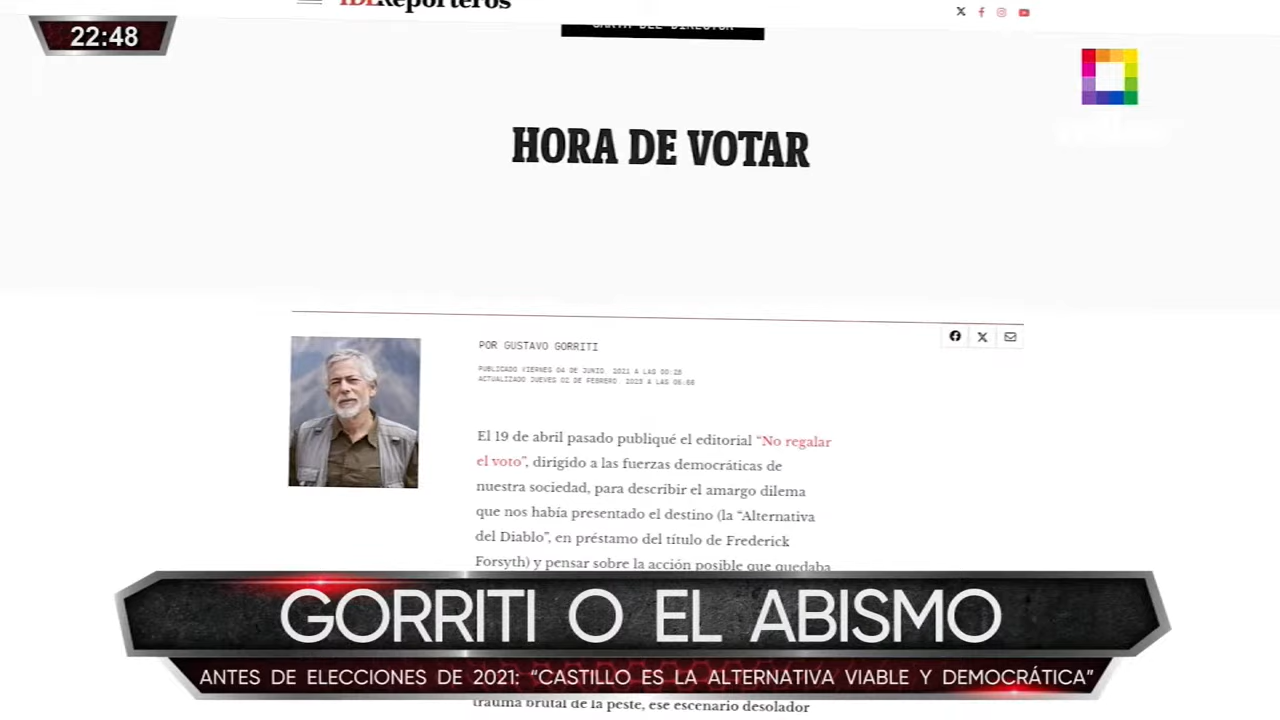 IDLReporteros
CARTA DEL DIRECTOR
22:48
HORA DE VOTAR
POR GUSTAVO GORRITI
PUBLICADO VIERNES 04 DE JUNIO, 2021 A LAS
ACTUALIZADO JUEVES 02 DE FEBRERO, 2023 A LAS
El 19 de abril pasado publiqué el editorial “No regalar
el voto”, dirigido a las fuerzas democráticas de
nuestra sociedad, para describir el amargo dilema
que nos había presentado el destino (la “Alternativa
del Diablo”, en préstamo del título de Frederick
Forsyth) y pensar sobre la acción posible que quedaba
GORRITI O EL ABISMO
ANTES DE ELECCIONES DE 2021: “CASTILLO ES LA ALTERNATIVA VIABLE Y DEMOCRÁTICA”
trauma brutal de la peste, ese escenario desolador